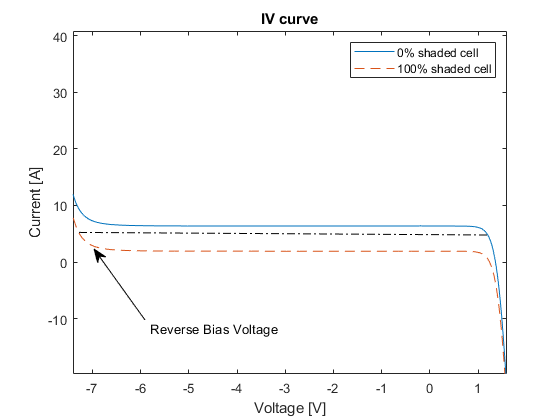 IV curve
0% shaded cell
100% shaded cell
40
30
20
10
0
-10
Current [A]
Reverse Bias Voltage
-7 -6 -5 -4 -3 -2 -1 0 1
Voltage [V]